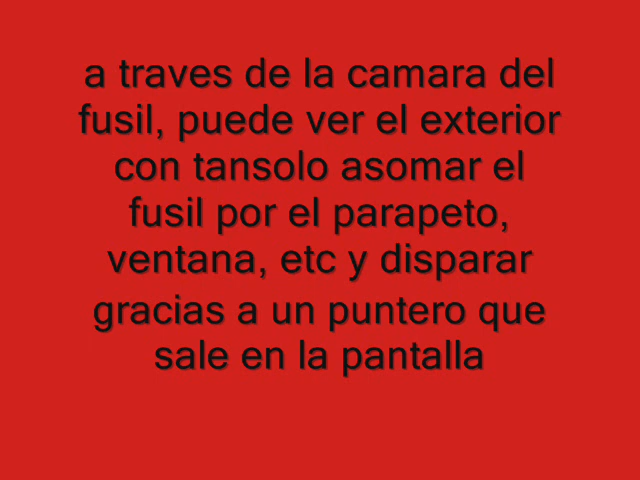 a traves de la camara del
fusil, puede ver el exterior
con tansolo asomar el
fusil por el parapeto,
ventana, etc y disparar
gracias a un puntero que
sale en la pantalla